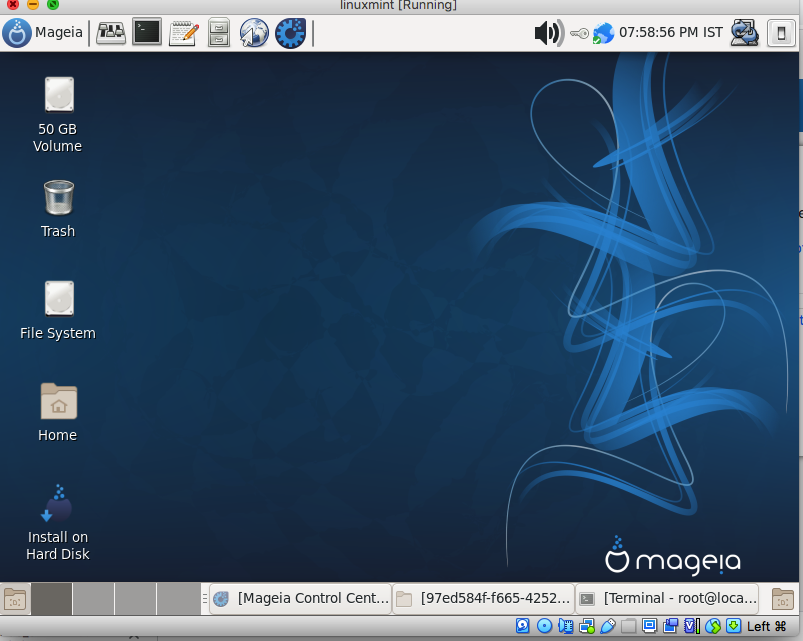 linuxmint [Running]
Mageia
07:58:56 PM IST
50 GB
Volume
Trash
File System
Home
Install on
Hard Disk
mageia
[Mageia Control Cent...
[97ed584f-f665-4252...
[Terminal - root@loca...
Left ⌘